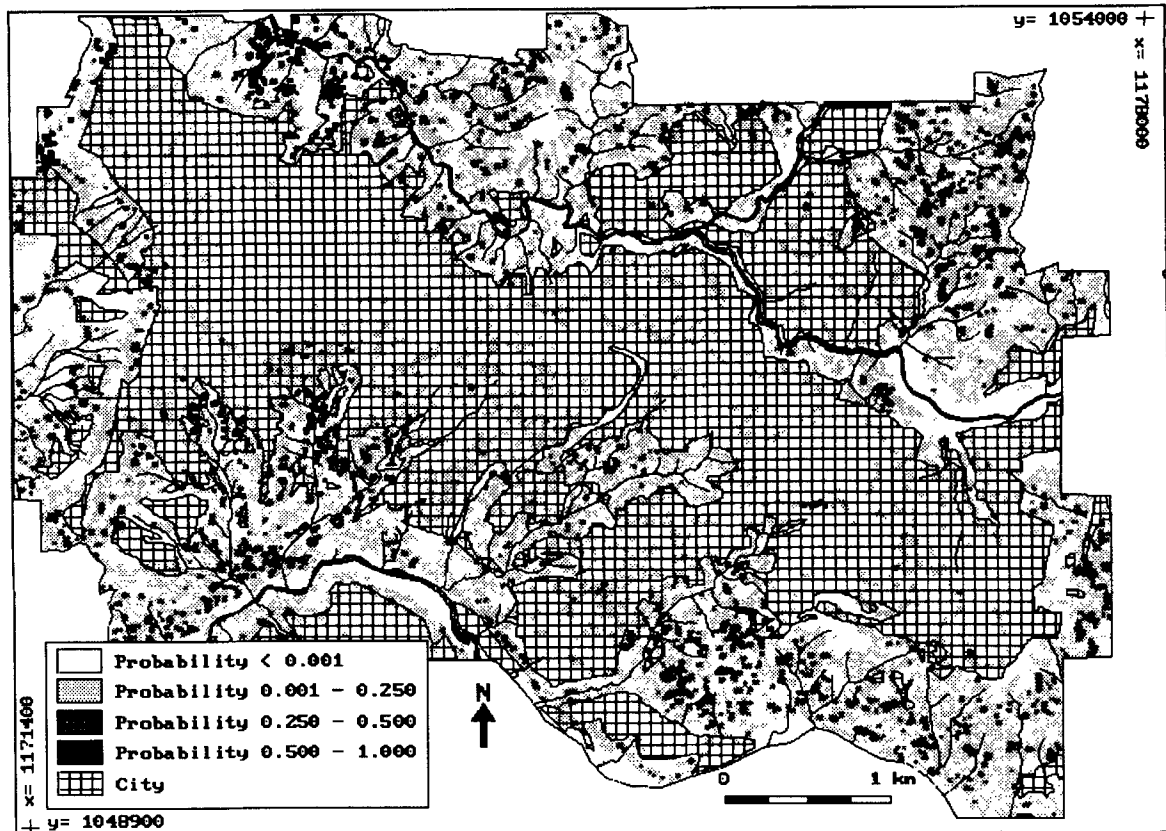 y= 1054000
x= 1178000
Probability < 0.001
Probability 0.001 - 0.250
Probability 0.250 - 0.500
Probability 0.500 - 1.000
City
N
0 1 km
x= 1171400
y= 1048900